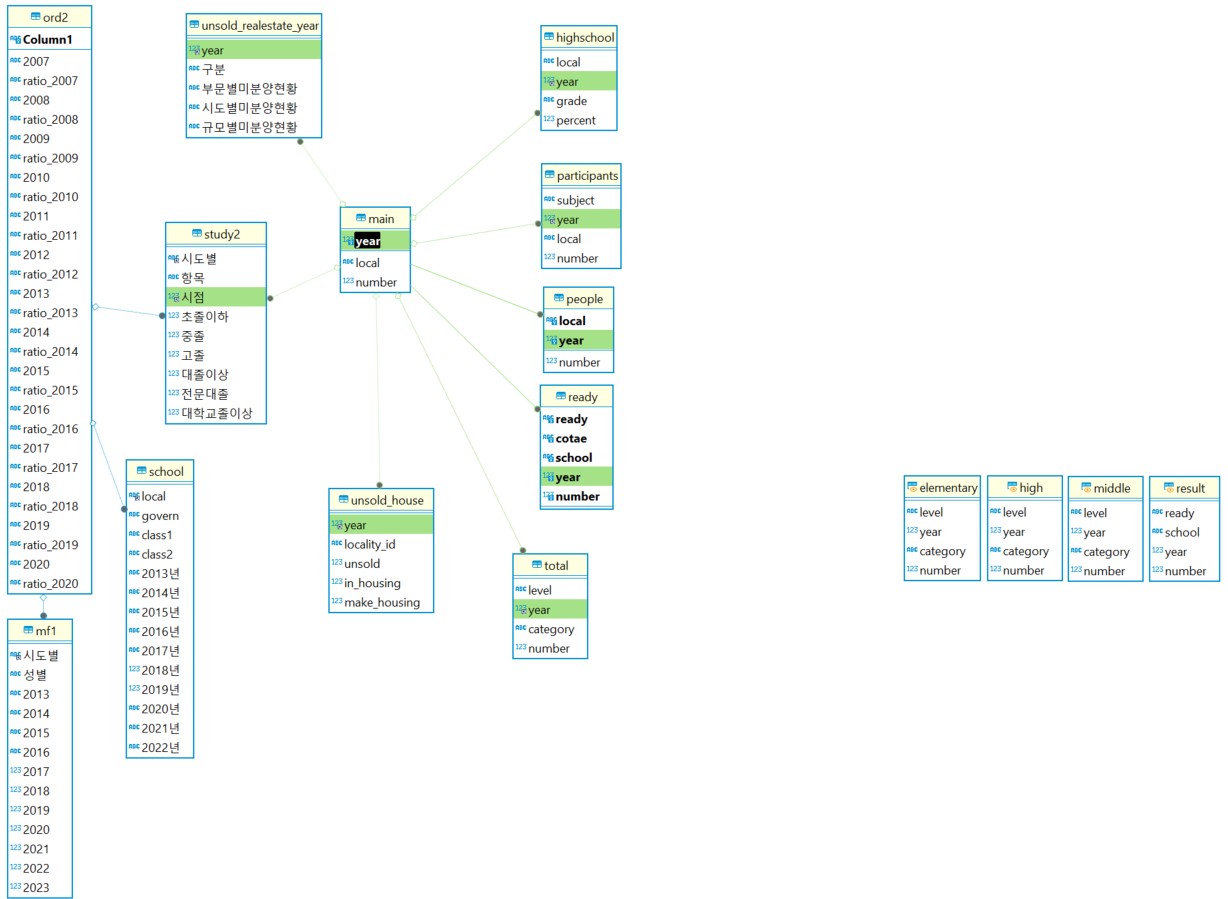 ord2
Column1
2007
ratio_2007
2008
ratio_2008
2009
ratio_2009
2010
ratio_2010
2011
ratio_2011
2012
ratio_2012
2013
ratio_2013
2014
ratio_2014
2015
ratio_2015
2016
ratio_2016
2017
ratio_2017
2018
ratio_2018
2019
ratio_2019
2020
ratio_2020
mf1
시도별
성별
2013
2014
2015
2016
2017
2018
2019
2020
2021
2022
2023
unsold_realestate_year
year
구분
부문별미분양현황
시도별미분양현황
규모별미분양현황
study2
시도별
항목
시점
초졸이하
중졸
고졸
대졸이상
전문대졸
대학교졸이상
school
local
govern
class1
class2
2013년
2014년
2015년
2016년
2017년
2018년
2019년
2020년
2021년
2022년
main
year
local
number
unsold_house
year
locality_id
unsold
in_housing
make_housing
highschool
local
year
grade
percent
participants
subject
year
local
number
people
local
year
number
ready
ready
cotae
school
year
number
total
level
year
category
number
elementary
level
year
category
number
high
level
year
category
number
middle
level
year
category
number
result
ready
school
year
number